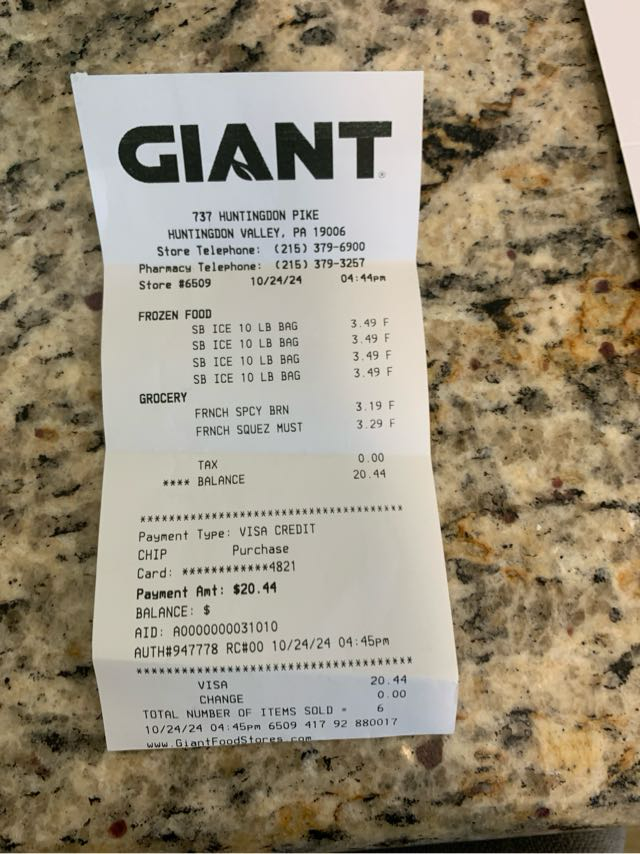 GIANT®
737 HUNTINGDON PIKE
HUNTINGDON VALLEY, PA 19006
Store Telephone: (215) 379-6900
Pharmacy Telephone: (215) 379-3257
Store #6509 10/24/24 04:44pm
FROZEN FOOD
SB ICE 10 LB BAG 3.49 F
SB ICE 10 LB BAG 3.49 F
SB ICE 10 LB BAG 3.49 F
SB ICE 10 LB BAG 3.49 F
GROCERY
FRNCH SPCY BRN 3.19 F
FRNCH SQUEZ MUST 3.29 F
TAX 0.00
**** BALANCE 20.44
************************************
Payment Type: VISA CREDIT
CHIP Purchase
Card: ************4821
Payment Amt: $20.44
BALANCE: $
AID: A0000000031010
AUTH#947778 RC#00 10/24/24 04:45pm
************************************
VISA 20.44
CHANGE 0.00
TOTAL NUMBER OF ITEMS SOLD = 6
10/24/24 04:45pm 6509 417 92 880017
www.GiantFoodStores.com